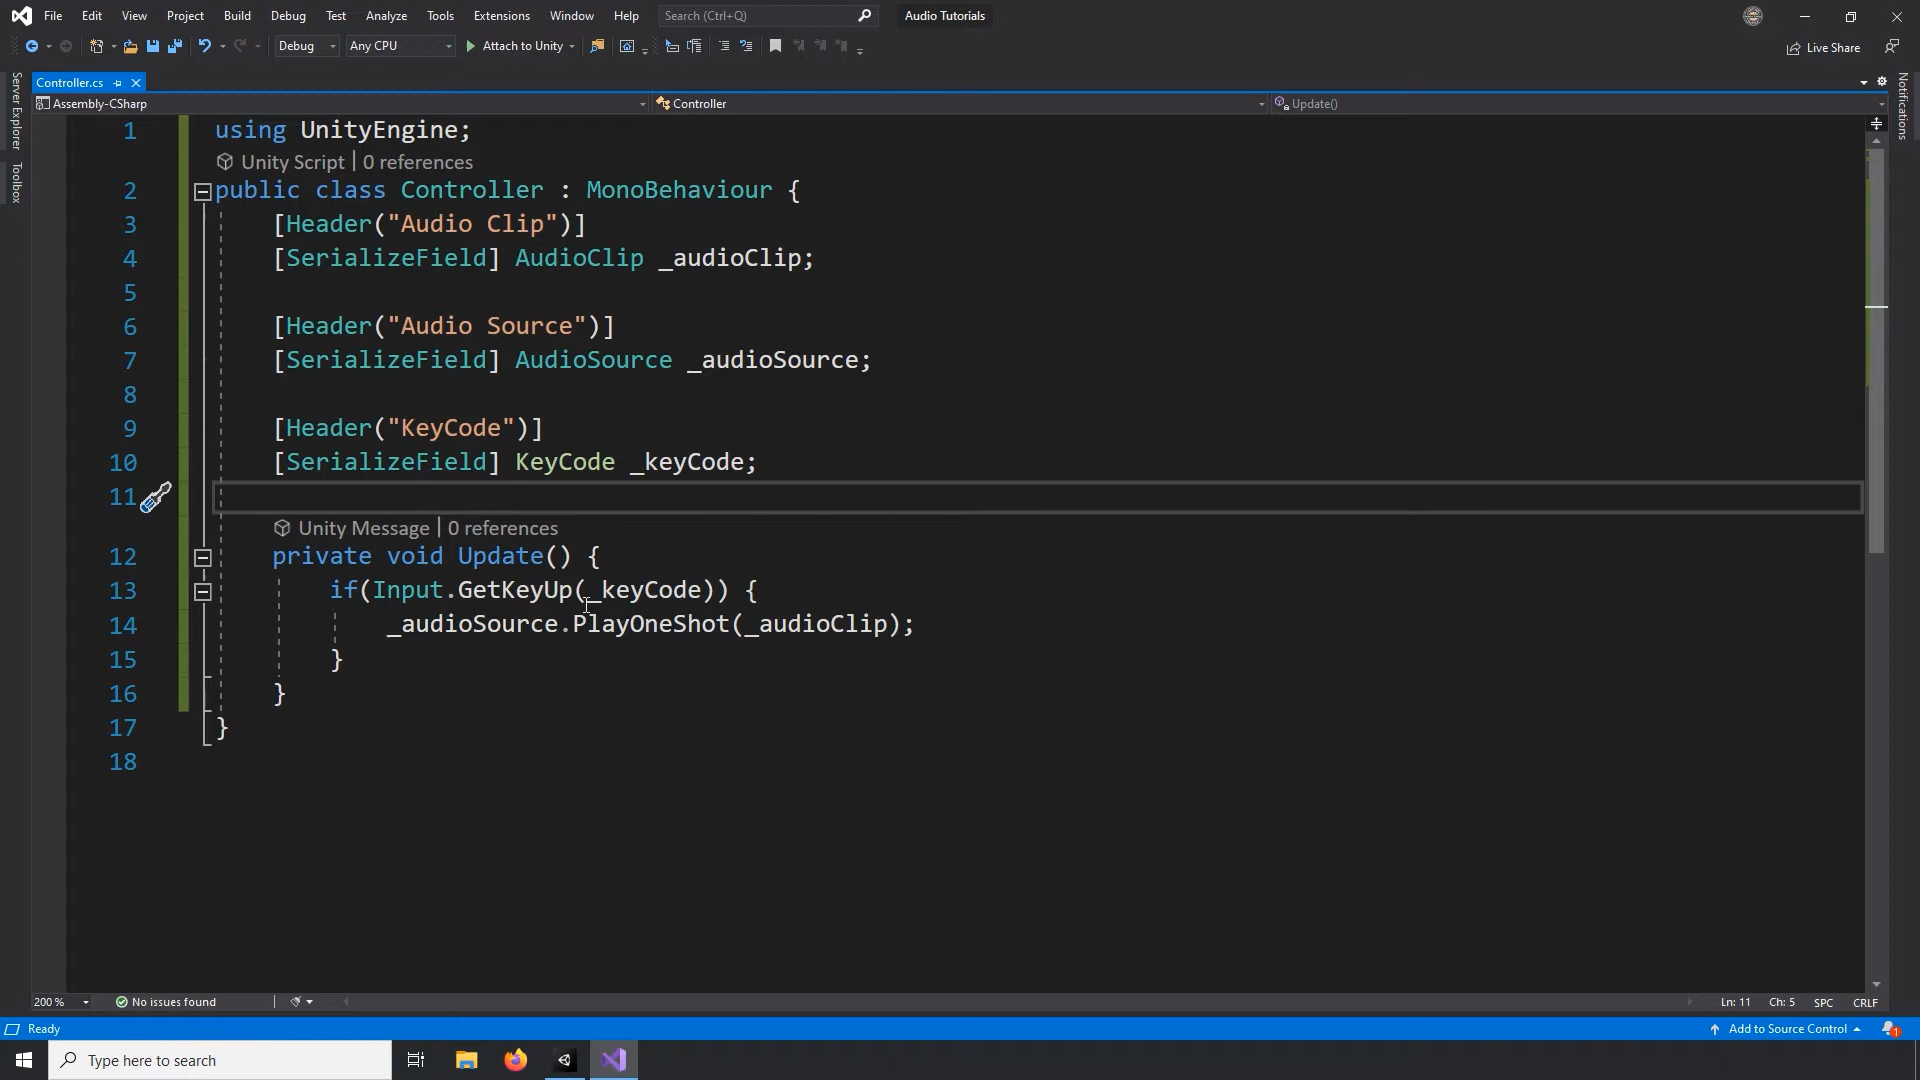 File Edit View Project Build Debug Test Analyze Tools Extensions Window Help Search (Ctrl+Q) Audio Tutorials
Debug Any CPU Attach to Unity Live Share
Server Explorer
Toolbox
Notifications
Controller.cs
Assembly-CSharp Controller Update()
1 using UnityEngine;
Unity Script | 0 references
2 public class Controller : MonoBehaviour {
3 [Header("Audio Clip")]
4 [SerializeField] AudioClip _audioClip;
5
6 [Header("Audio Source")]
7 [SerializeField] AudioSource _audioSource;
8
9 [Header("KeyCode")]
10 [SerializeField] KeyCode _keyCode;
11
Unity Message | 0 references
12 private void Update() {
13 if(Input.GetKeyUp(_keyCode)) {
14 _audioSource.PlayOneShot(_audioClip);
15 }
16 }
17 }
18
200 % No issues found Ln: 11 Ch: 5 SPC CRLF
Ready Add to Source Control 1
Type here to search